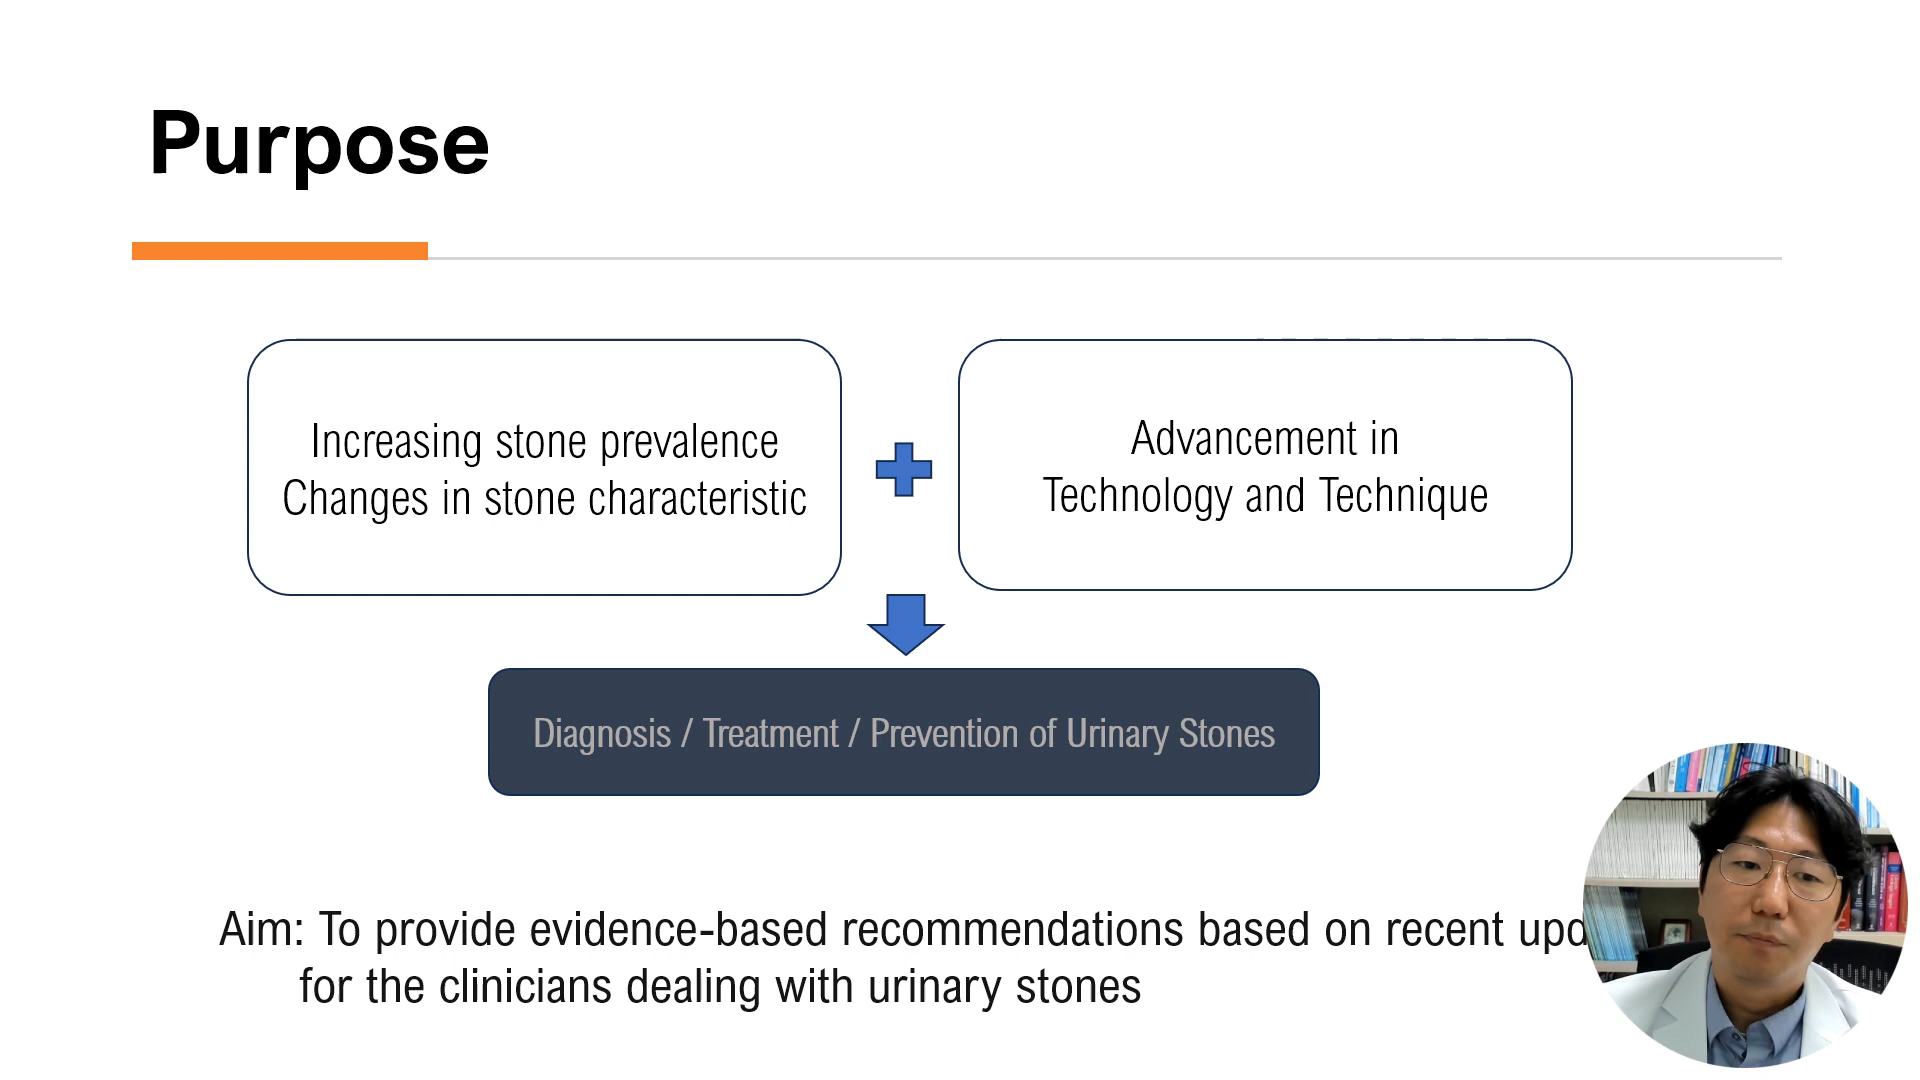 Purpose
Increasing stone prevalence
Changes in stone characteristic
Advancement in
Technology and Technique
Diagnosis / Treatment / Prevention of Urinary Stones
Aim: To provide evidence-based recommendations based on recent
for the clinicians dealing with urinary stones